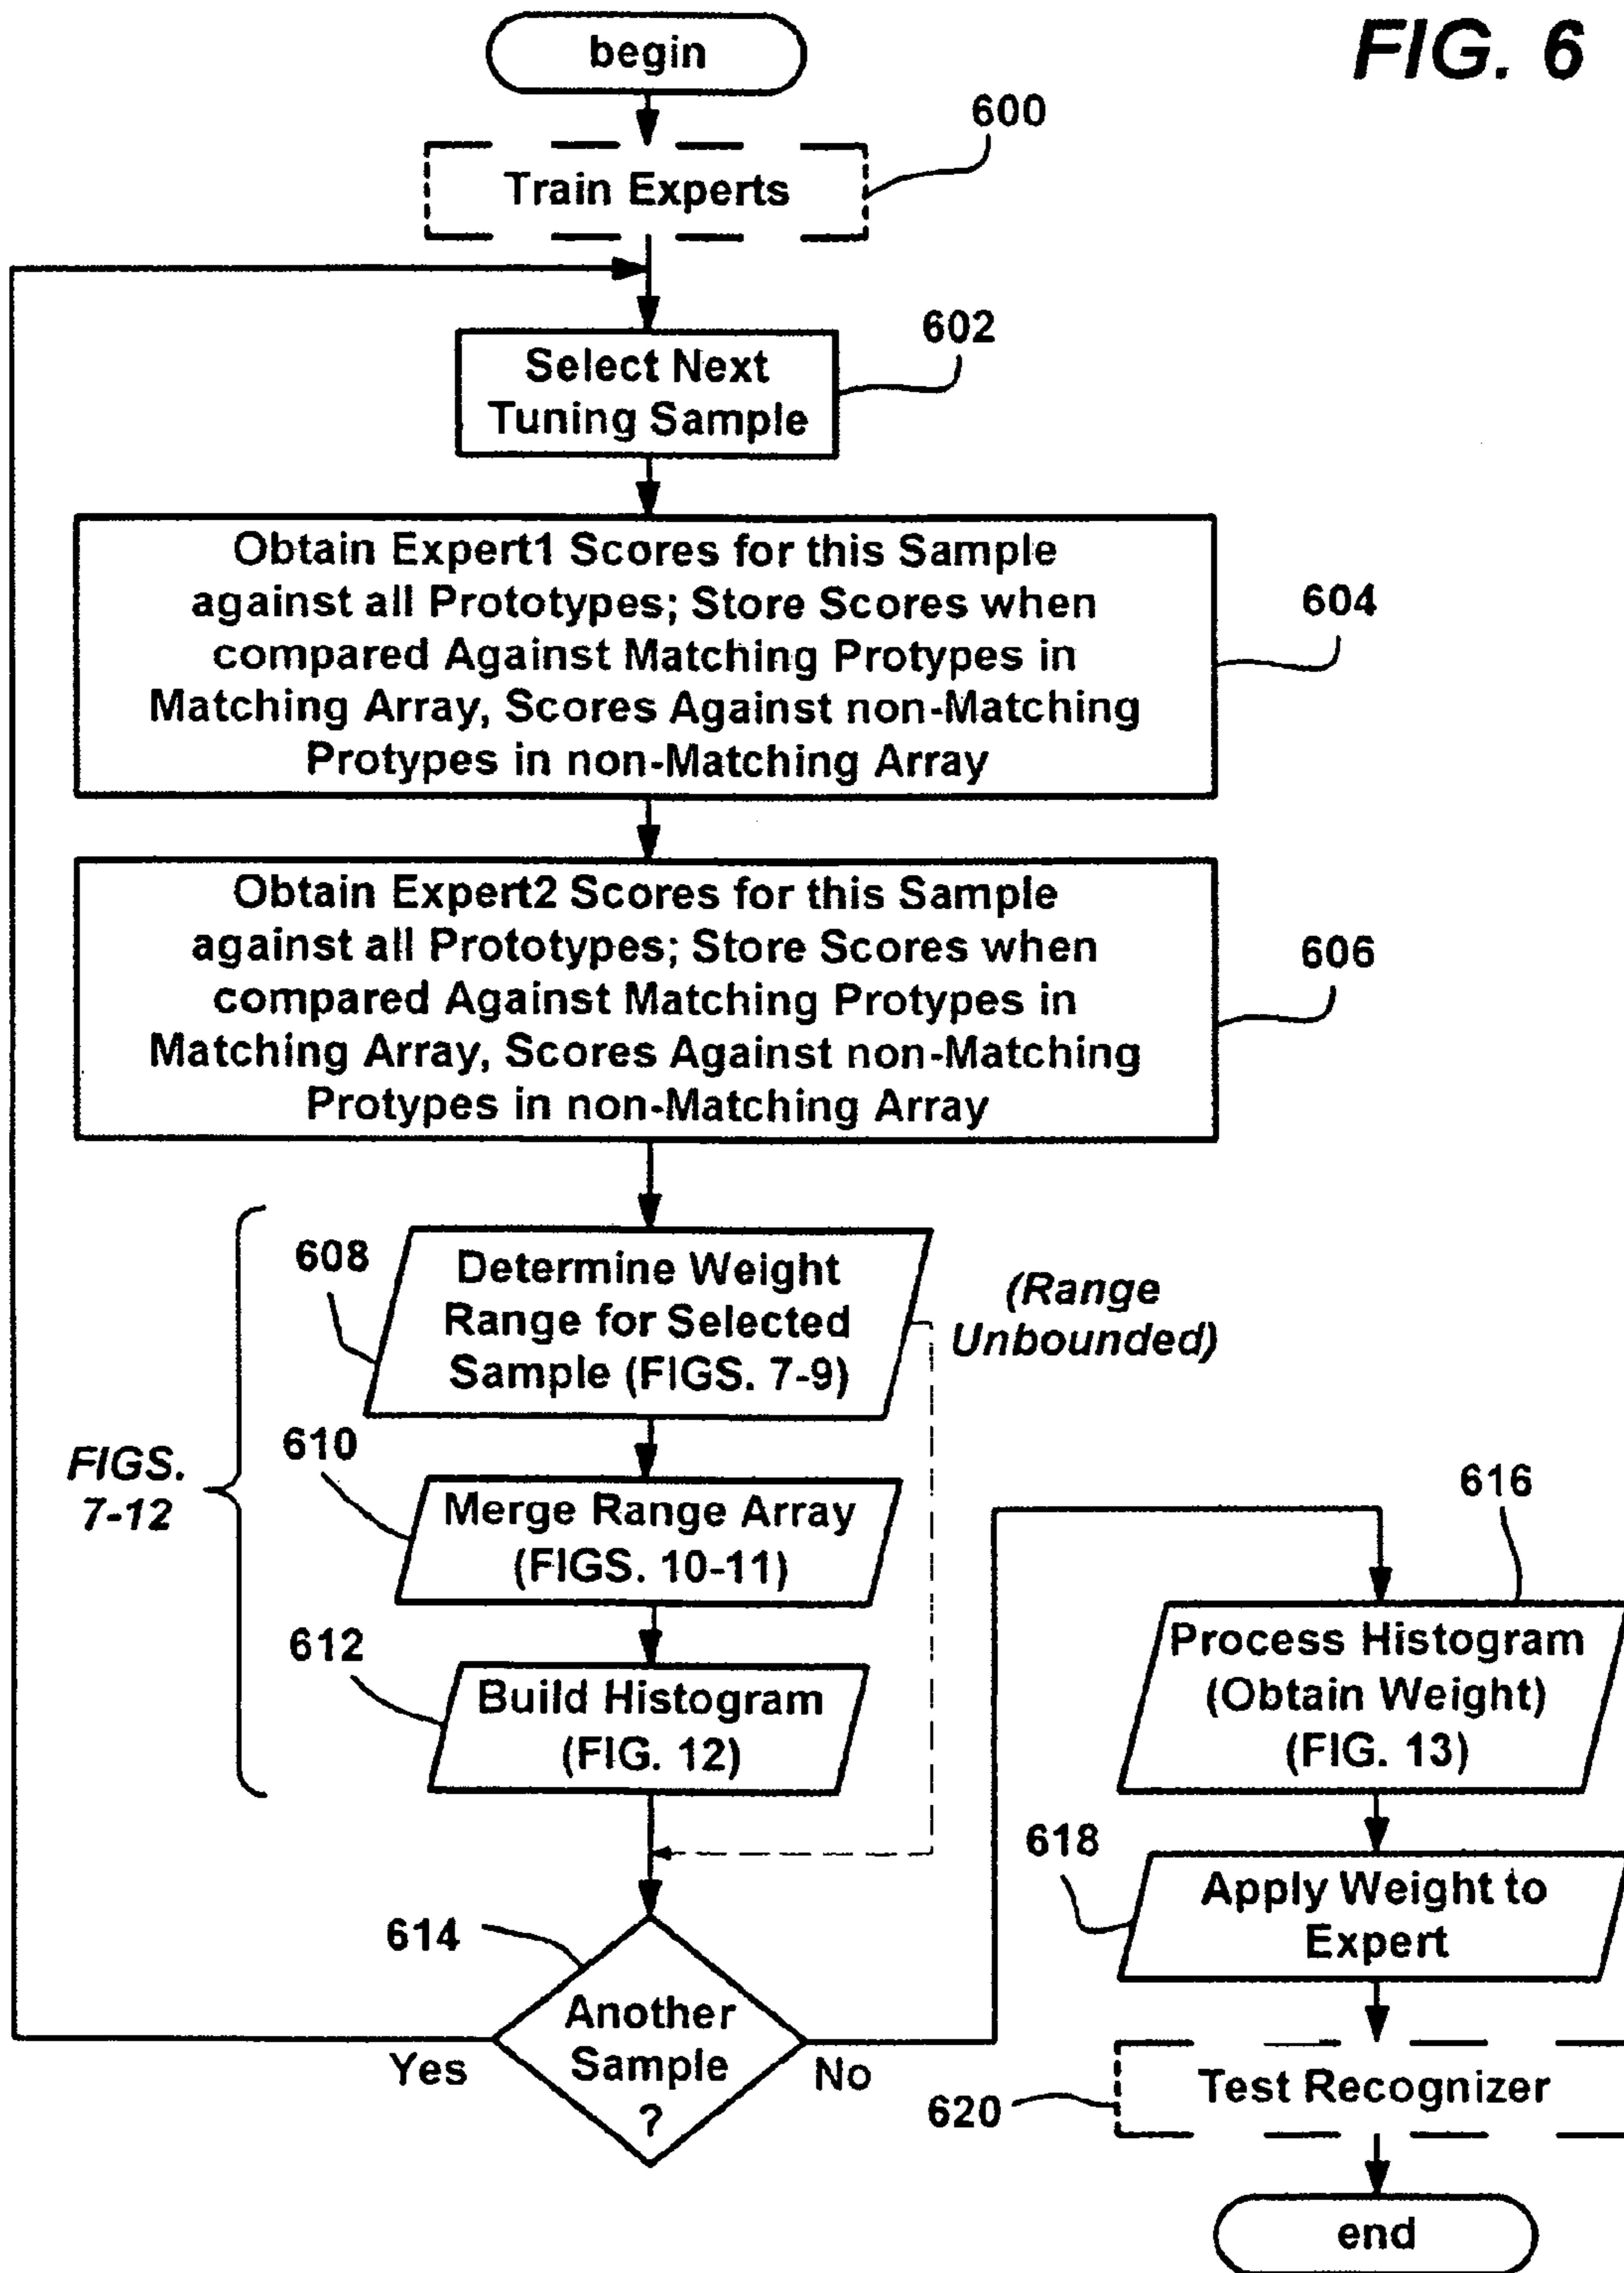 FIG. 6
begin
600
Train Experts
602
Select Next
Tuning Sample
Obtain Expert1 Scores for this Sample
against all Prototypes; Store Scores when
compared Against Matching Protypes in
Matching Array, Scores Against non-Matching
Protypes in non-Matching Array
604
Obtain Expert2 Scores for this Sample
against all Prototypes; Store Scores when
compared Against Matching Protypes in
Matching Array, Scores Against non-Matching
Protypes in non-Matching Array
606
608
Determine Weight
Range for Selected
Sample (FIGS. 7-9)
(Range
Unbounded)
FIGS.
7-12
610
Merge Range Array
(FIGS. 10-11)
612
Build Histogram
(FIG. 12)
614
Another
Sample
?
Yes
No
616
Process Histogram
(Obtain Weight)
(FIG. 13)
618
Apply Weight to
Expert
620
Test Recognizer
end